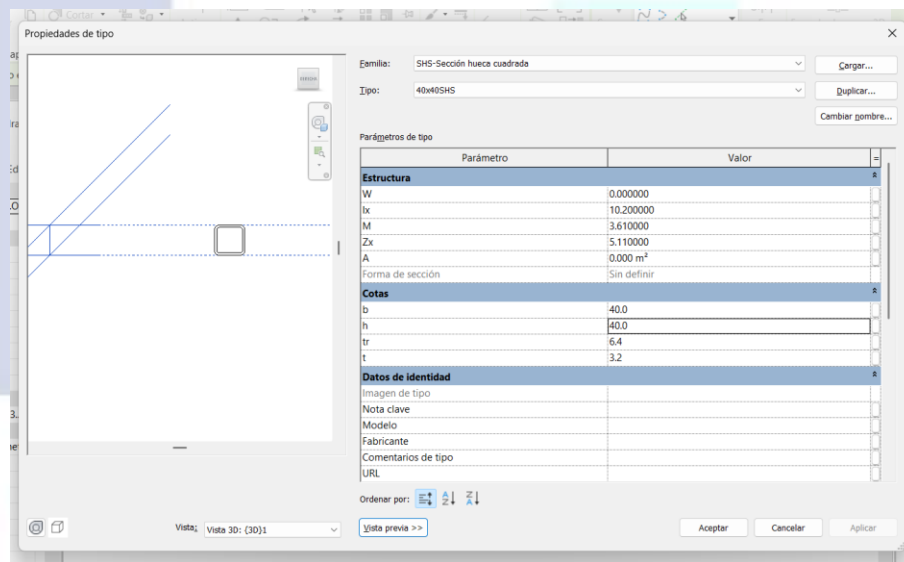 Cortar
Propiedades de tipo
Familia: SHS-Sección hueca cuadrada Cargar...
Tipo: 40x40SHS Duplicar...
Cambiar nombre...
Parámetros de tipo
Parámetro Valor =
Estructura
W 0.000000
Ix 10.200000
M 3.610000
Zx 5.110000
A 0.000 m²
Forma de sección Sin definir
Cotas
b 40.0
h 40.0
tr 6.4
t 3.2
Datos de identidad
Imagen de tipo
Nota clave
Modelo
Fabricante
Comentarios de tipo
URL
Ordenar por:
Vista: Vista 3D: {3D}1 Vista previa >> Aceptar Cancelar Aplicar